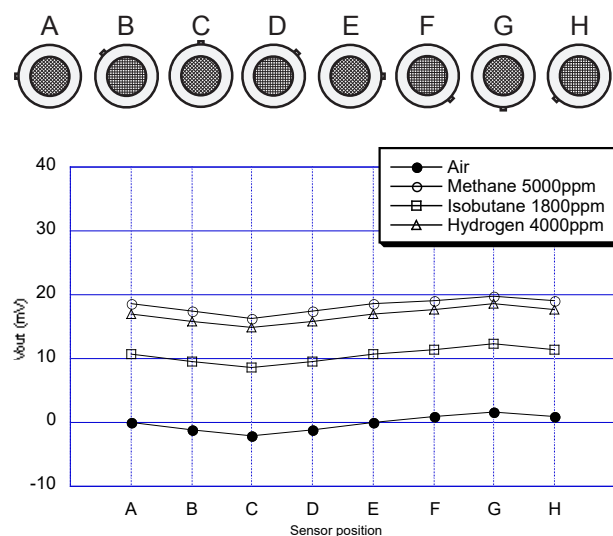 A B C D E F G H
40
Air
Methane 5000ppm
Isobutane 1800ppm
Hydrogen 4000ppm
30
20
Vout (mV)
10
0
-10
A B C D E F G H
Sensor position